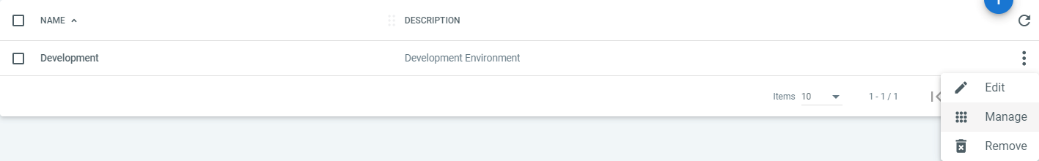 NAME DESCRIPTION
Development Development Environment
Edit
Items 10 1 - 1 / 1
Manage
Remove